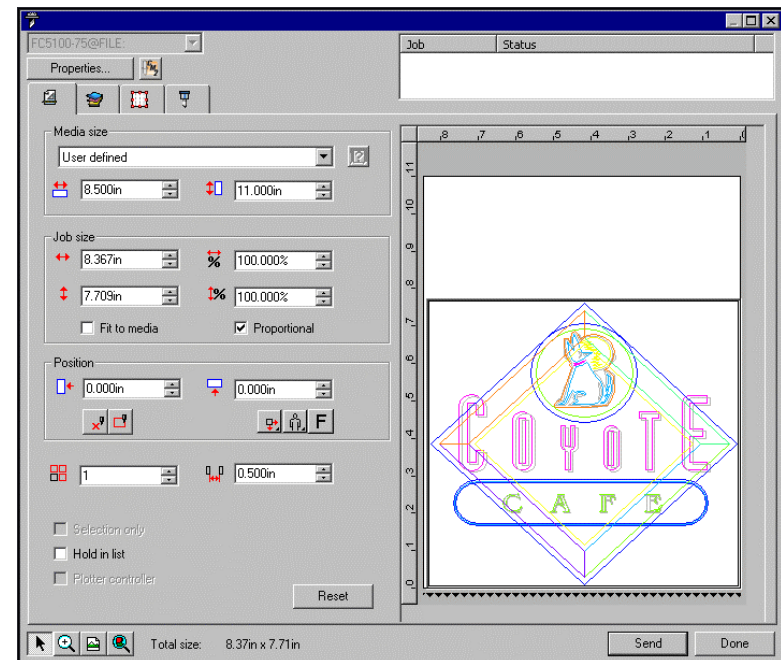 FC5100-75@FILE:
Job Status
Properties...
Media size
User defined
8.500in 11.000in
Job size
8.367in % 100.000%
7.709in % 100.000%
Fit to media Proportional
Position
0.000in 0.000in
F
1 0.500in
Selection only
Hold in list
Plotter controller
Reset
8 7 6 5 4 3 2 1 0
11
10
9
8
7
6
5
4
3
2
1
0
COYOTE
CAFE
Total size: 8.37in x 7.71in
Send Done